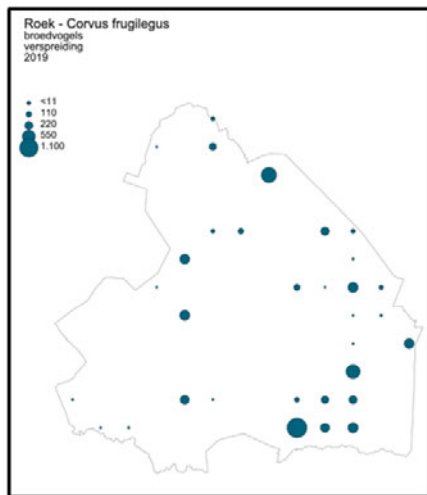 Roek - Corvus frugilegus
broedvogels
verspreiding
2019
<11
110
220
550
1.100